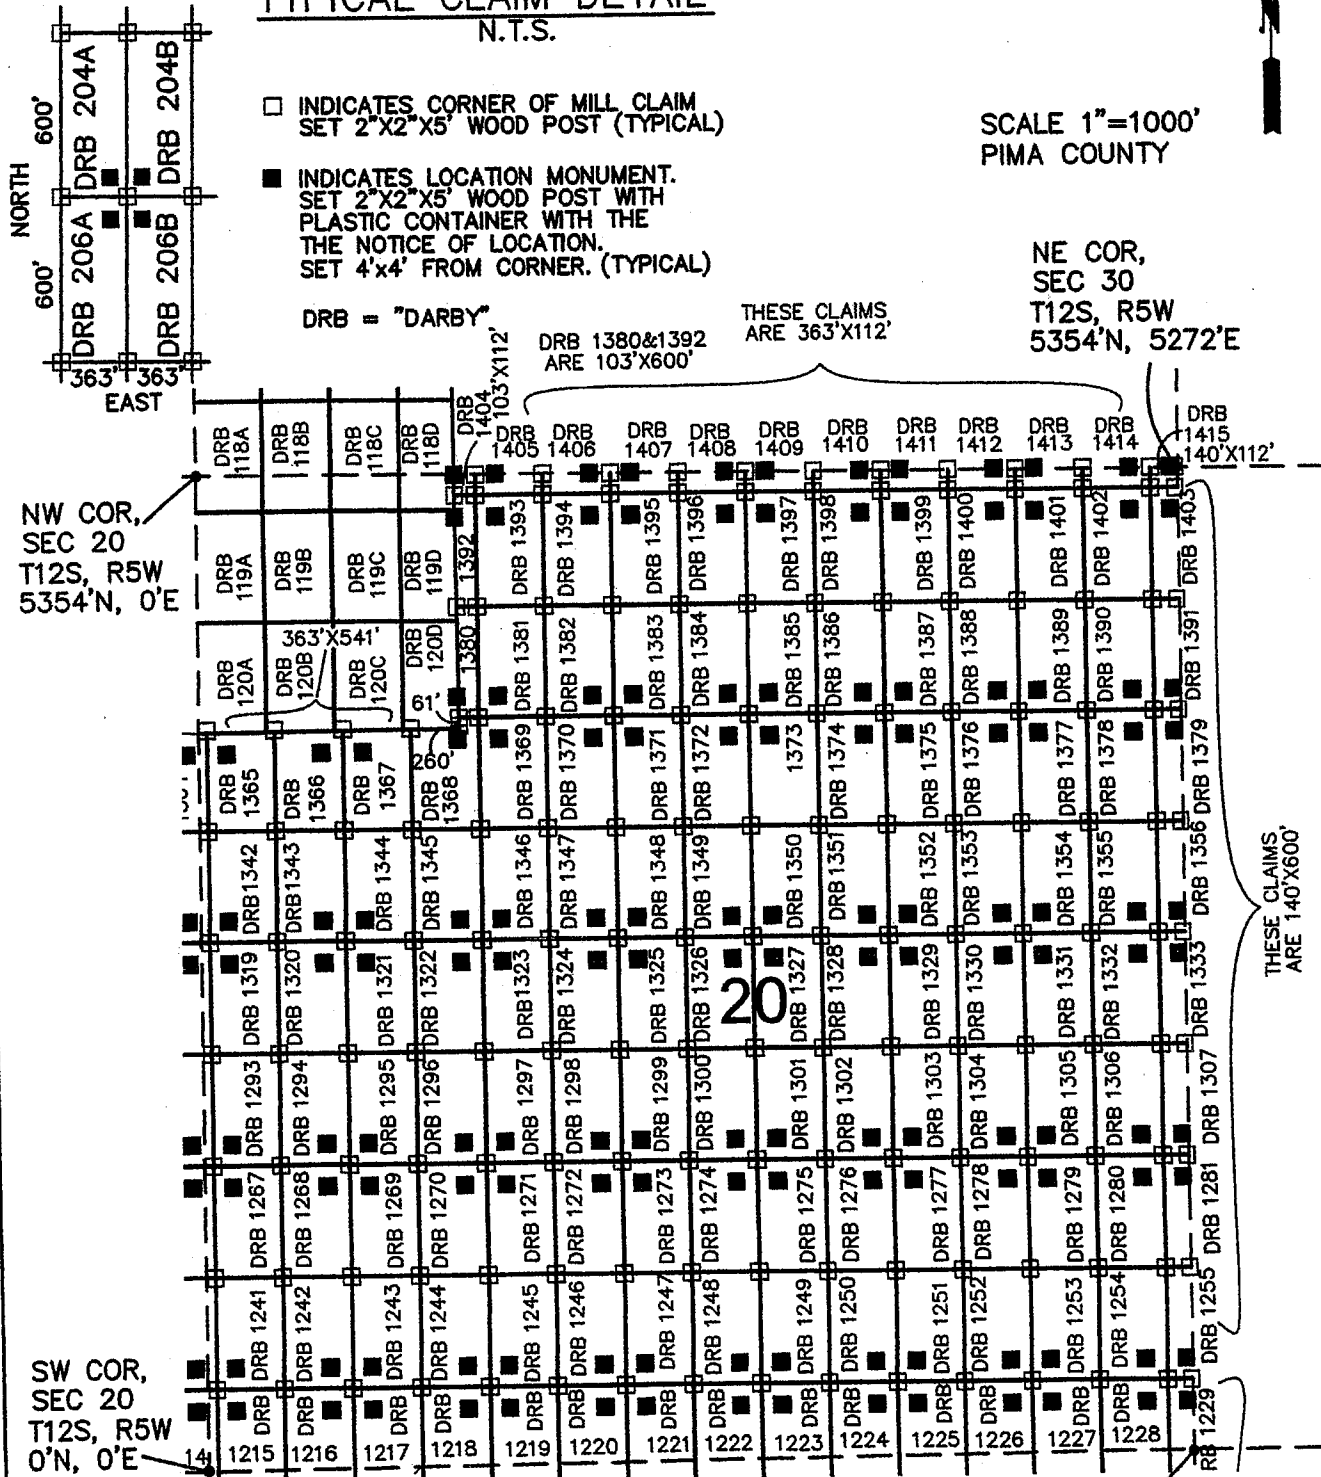 TYPICAL CLAIM DETAIL
N.T.S.
DRB 204A
DRB 204B
DRB 206A
DRB 206B
NORTH
600'
600'
363'
363'
EAST
INDICATES CORNER OF MILL CLAIM
SET 2"X2"X5' WOOD POST (TYPICAL)
INDICATES LOCATION MONUMENT.
SET 2"X2"X5' WOOD POST WITH
PLASTIC CONTAINER WITH THE
THE NOTICE OF LOCATION.
SET 4'x4' FROM CORNER. (TYPICAL)
DRB = "DARBY"
N
SCALE 1"=1000'
PIMA COUNTY
NE COR,
SEC 30
T12S, R5W
5354'N, 5272'E
THESE CLAIMS
ARE 363'X112'
DRB 1380&1392
ARE 103'X600'
DRB
1404
103'X112'
DRB
1405
DRB
1406
DRB
1407
DRB
1408
DRB
1409
DRB
1410
DRB
1411
DRB
1412
DRB
1413
DRB
1414
DRB
1415
140'X112'
DRB
118A
DRB
118B
DRB
118C
DRB
118D
NW COR,
SEC 20
T12S, R5W
5354'N, 0'E
DRB
119A
DRB
119B
DRB
119C
DRB
119D
1392
DRB 1393
DRB 1394
DRB 1395
DRB 1396
DRB 1397
DRB 1398
DRB 1399
DRB 1400
DRB 1401
DRB 1402
DRB 1403
363'X541'
DRB
120A
DRB
120B
DRB
120C
DRB
120D
1380
DRB 1381
DRB 1382
DRB 1383
DRB 1384
DRB 1385
DRB 1386
DRB 1387
DRB 1388
DRB 1389
DRB 1390
DRB 1391
61'
260'
DRB
1365
DRB
1366
DRB
1367
DRB
1368
DRB 1369
DRB 1370
DRB 1371
DRB 1372
1373
DRB 1374
DRB 1375
DRB 1376
DRB 1377
DRB 1378
DRB 1379
DRB1342
DRB1343
DRB 1344
DRB 1345
DRB 1346
DRB 1347
DRB 1348
DRB 1349
DRB 1350
DRB 1351
DRB 1352
DRB 1353
DRB 1354
DRB 1355
DRB 1356
THESE CLAIMS
ARE 140'X600'
DRB 1319
DRB 1320
DRB 1321
DRB 1322
DRB1323
DRB 1324
DRB 1325
DRB 1326
DRB 1327
DRB 1328
DRB 1329
DRB 1330
DRB 1331
DRB 1332
DRB 1333
20
DRB 1293
DRB 1294
DRB 1295
DRB 1296
DRB 1297
DRB 1298
DRB 1299
DRB 1300
DRB 1301
DRB 1302
DRB 1303
DRB 1304
DRB 1305
DRB 1306
DRB 1307
DRB 1267
DRB 1268
DRB 1269
DRB 1270
DRB 1271
DRB 1272
DRB 1273
DRB 1274
DRB 1275
DRB 1276
DRB 1277
DRB 1278
DRB 1279
DRB 1280
DRB 1281
DRB 1241
DRB 1242
DRB 1243
DRB 1244
DRB 1245
DRB 1246
DRB 1247
DRB 1248
DRB 1249
DRB 1250
DRB 1251
DRB 1252
DRB 1253
DRB 1254
DRB 1255
SW COR,
SEC 20
T12S, R5W
0'N, 0'E
14
DRB
1215
DRB
1216
DRB
1217
DRB
1218
DRB
1219
DRB
1220
DRB
1221
DRB
1222
DRB
1223
DRB
1224
DRB
1225
DRB
1226
DRB
1227
DRB
1228
RB 1229